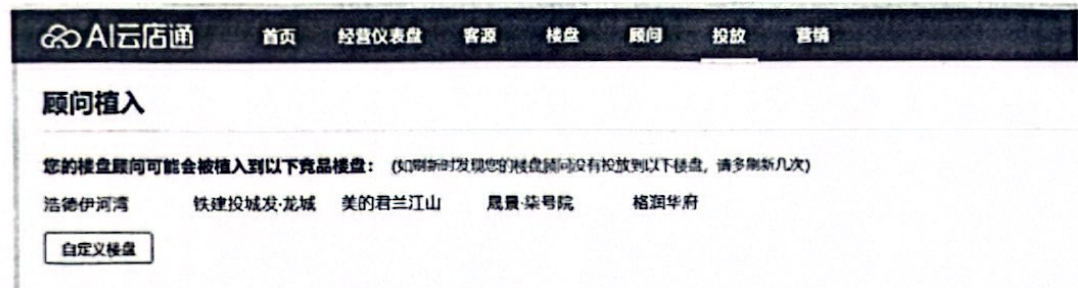 AI云店通 首页 经营仪表盘 客源 楼盘 顾问 投放 营销
顾问植入
您的楼盘顾问可能会被植入到以下竞品楼盘：(如刷新时发现您的楼盘顾问没有投放到以下楼盘，请多刷新几次)
浩德伊河湾 铁建投城发·龙城 美的君兰江山 晟景·柒号院 格润华府
自定义楼盘